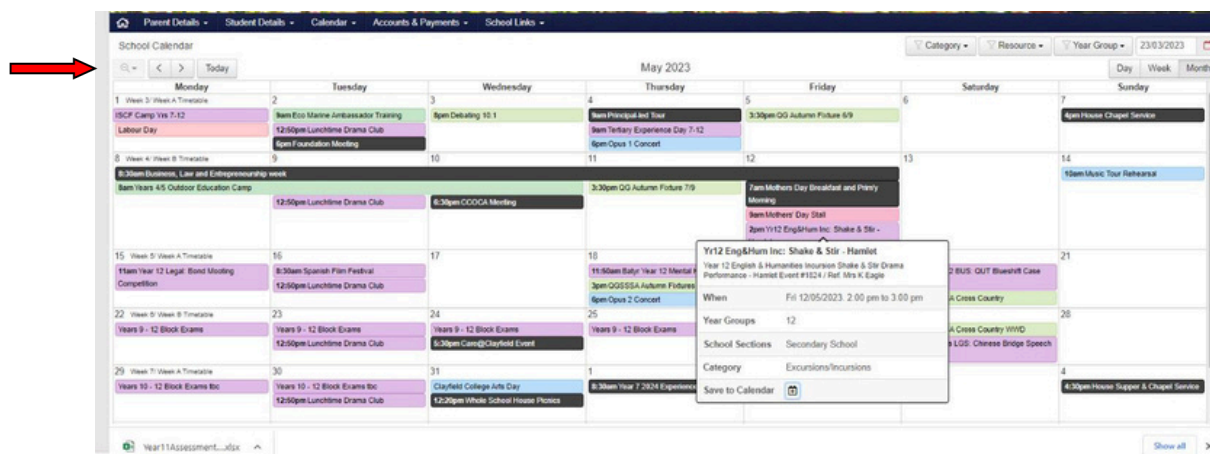 Parent Details Student Details Calendar Accounts & Payments School Links
School Calendar
Category Resource Year Group 23/03/2023
< > Today May 2023 Day Week Month
Monday Tuesday Wednesday Thursday Friday Saturday Sunday
1 Week 3/ Week A Timetable 2 3 4 5 6 7
ISCF Camp Yrs 7-12 9am Eco Marine Ambassador Training 5pm Debating 10.1 9am Principal-led Tour 3:30pm QG Autumn Fixture 6/9 4pm House Chapel Service
Labour Day 12:50pm Lunchtime Drama Club 9am Tertiary Experience Day 7-12
6pm Foundation Meeting 6pm Opus 1 Concert
8 Week 4/ Week B Timetable 9 10 11 12 13 14
8:30am Business, Law and Entrepreneurship week 10am Music Tour Rehearsal
8am Years 4/5 Outdoor Education Camp 3:30pm QG Autumn Fixture 7/9 7am Mothers Day Breakfast and Prim/y
12:50pm Lunchtime Drama Club 6:30pm CCOCA Meeting Morning
9am Mothers' Day Stall
2pm Yr12 Eng&Hum Inc: Shake & Stir -
15 Week 5/ Week A Timetable 16 17 18 21
11am Year 12 Legal: Bond Mooting 8:30am Spanish Film Festival 11:50am Batyr Year 12 Mental 2 BUS: QUT Blueshift Case
Competition 12:50pm Lunchtime Drama Club 3pm QGSSSA Autumn Fixtures A Cross Country
6pm Opus 2 Concert
22 Week 6/ Week B Timetable 23 24 25 28
Years 9 - 12 Block Exams Years 9 - 12 Block Exams Years 9 - 12 Block Exams Years 9 - 12 Block Exams A Cross Country WWD
12:50pm Lunchtime Drama Club 5:30pm Care@Clayfield Event LGS: Chinese Bridge Speech
29 Week 7/ Week A Timetable 30 31 1 4
Years 10 - 12 Block Exams tbc Years 10 - 12 Block Exams tbc Clayfield College Arts Day 8:30am Year 7 2024 Experience 4:30pm House Supper & Chapel Service
12:50pm Lunchtime Drama Club 12:20pm Whole School House Picnics
Yr12 Eng&Hum Inc: Shake & Stir - Hamlet
Year 12 English & Humanities Incursion Shake & Stir Drama
Performance - Hamlet Event #1824 / Ref. Mrs K Eagle
When Fri 12/05/2023. 2:00 pm to 3:00 pm
Year Groups 12
School Sections Secondary School
Category Excursions/Incursions
Save to Calendar
Year11Assessment....xlsx Show all